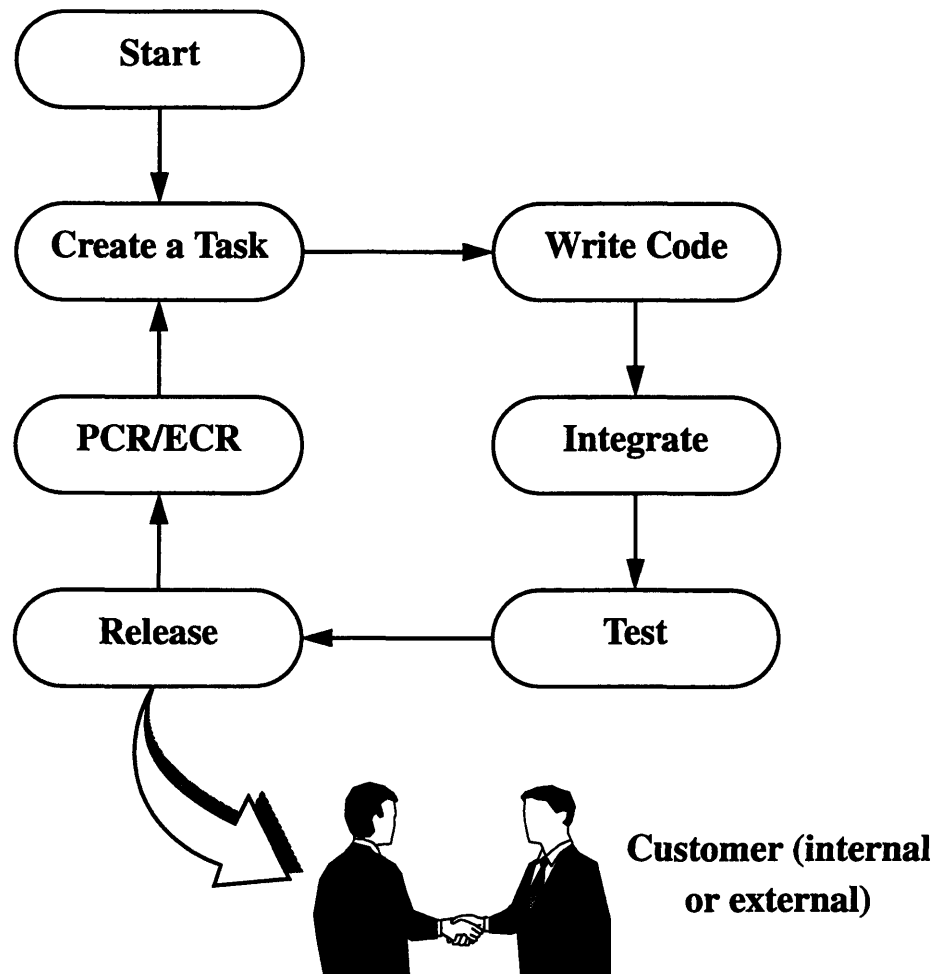 Start
Create a Task
Write Code
PCR/ECR
Integrate
Release
Test
Customer (internal
or external)